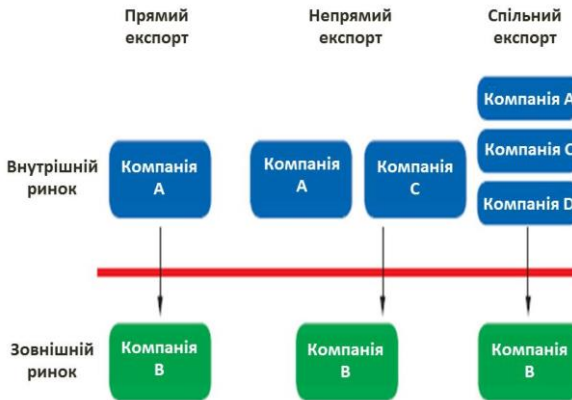 Прямий
експорт
Непрямий
експорт
Спільний
експорт
Компанія A
Компанія C
Компанія D
Внутрішній
ринок
Компанія
A
Компанія
A
Компанія
C
Зовнішній
ринок
Компанія
B
Компанія
B
Компанія
B